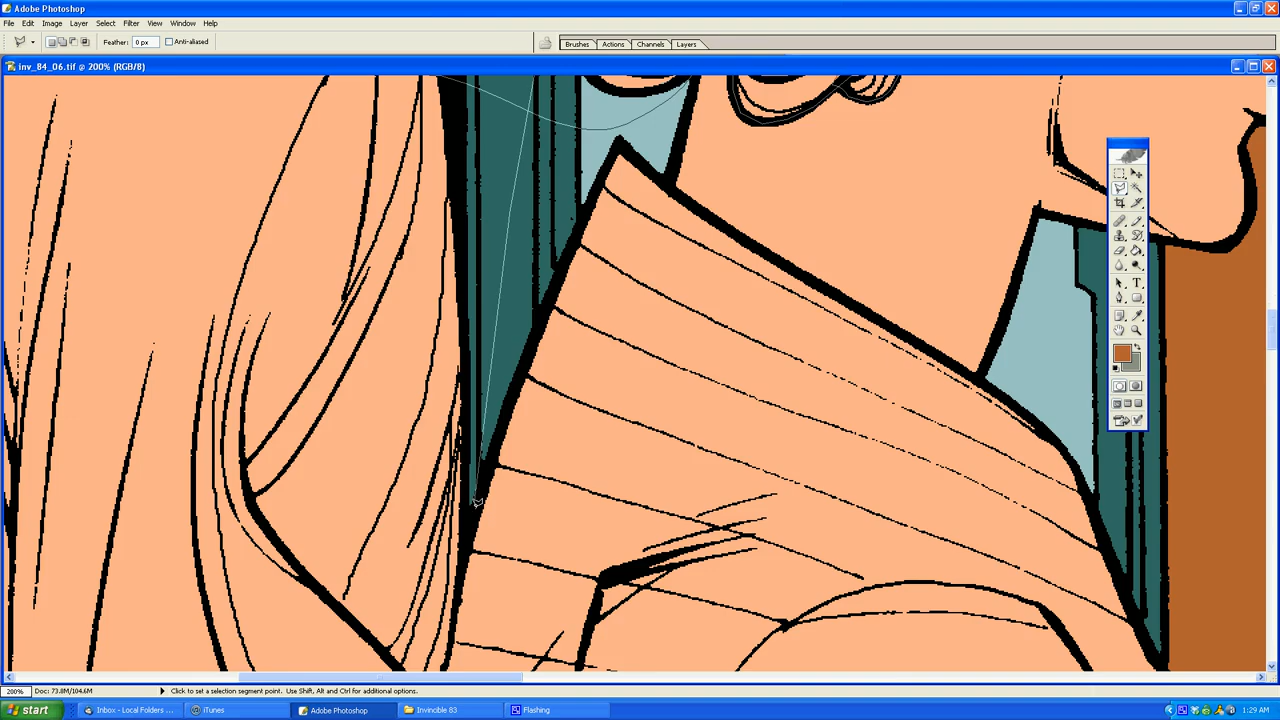 Adobe Photoshop
File Edit Image Layer Select Filter View Window Help
Feather: 0 px Anti-aliased Brushes Actions Channels Layers
inv_84_06.tif @ 200% (RGB/8)
T
200% Doc: 73.8M/104.6M Click to set a selection segment point. Use Shift, Alt and Ctrl for additional options.
start Inbox - Local Folders ... iTunes Adobe Photoshop Invincible 83 Flashing 1:29 AM